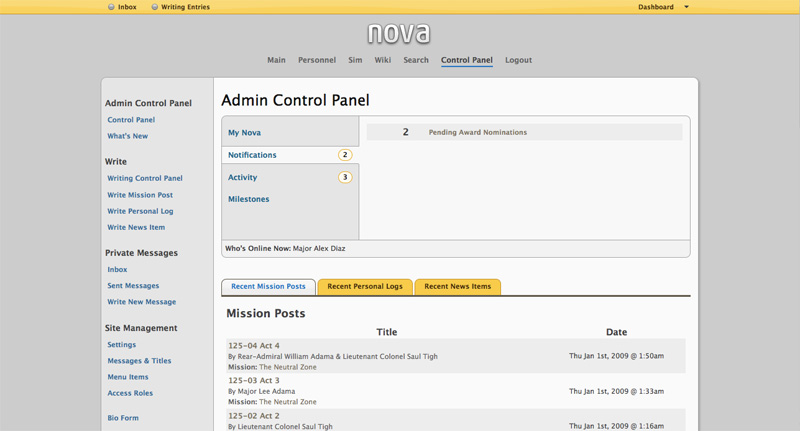 Inbox Writing Entries Dashboard
nova
Main Personnel Sim Wiki Search Control Panel Logout
Admin Control Panel
Control Panel
What's New
Write
Writing Control Panel
Write Mission Post
Write Personal Log
Write News Item
Private Messages
Inbox
Sent Messages
Write New Message
Site Management
Settings
Messages & Titles
Menu Items
Access Roles
Bio Form
Admin Control Panel
My Nova
Notifications 2
Activity 3
Milestones
2 Pending Award Nominations
Who's Online Now: Major Alex Diaz
Recent Mission Posts Recent Personal Logs Recent News Items
Mission Posts
Title Date
125-04 Act 4
By Rear-Admiral William Adama & Lieutenant Colonel Saul Tigh Thu Jan 1st, 2009 @ 1:50am
Mission: The Neutral Zone
125-03 Act 3
By Major Lee Adama Thu Jan 1st, 2009 @ 1:33am
Mission: The Neutral Zone
125-02 Act 2
By Lieutenant Colonel Saul Tigh Thu Jan 1st, 2009 @ 1:16am